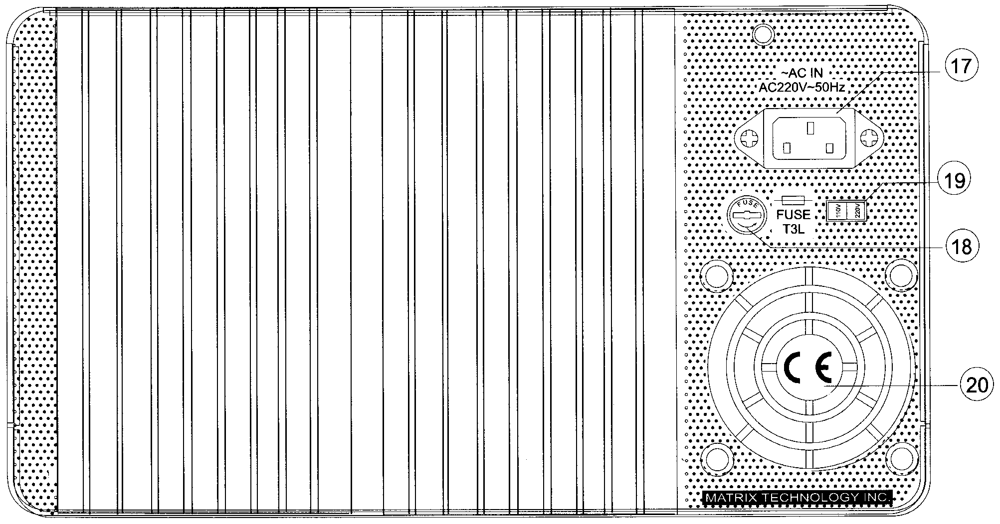 17
~AC IN
AC220V~50Hz
19
FUSE
FUSE
T3L
110V
220V
18
CE
20
MATRIX TECHNOLOGY INC.